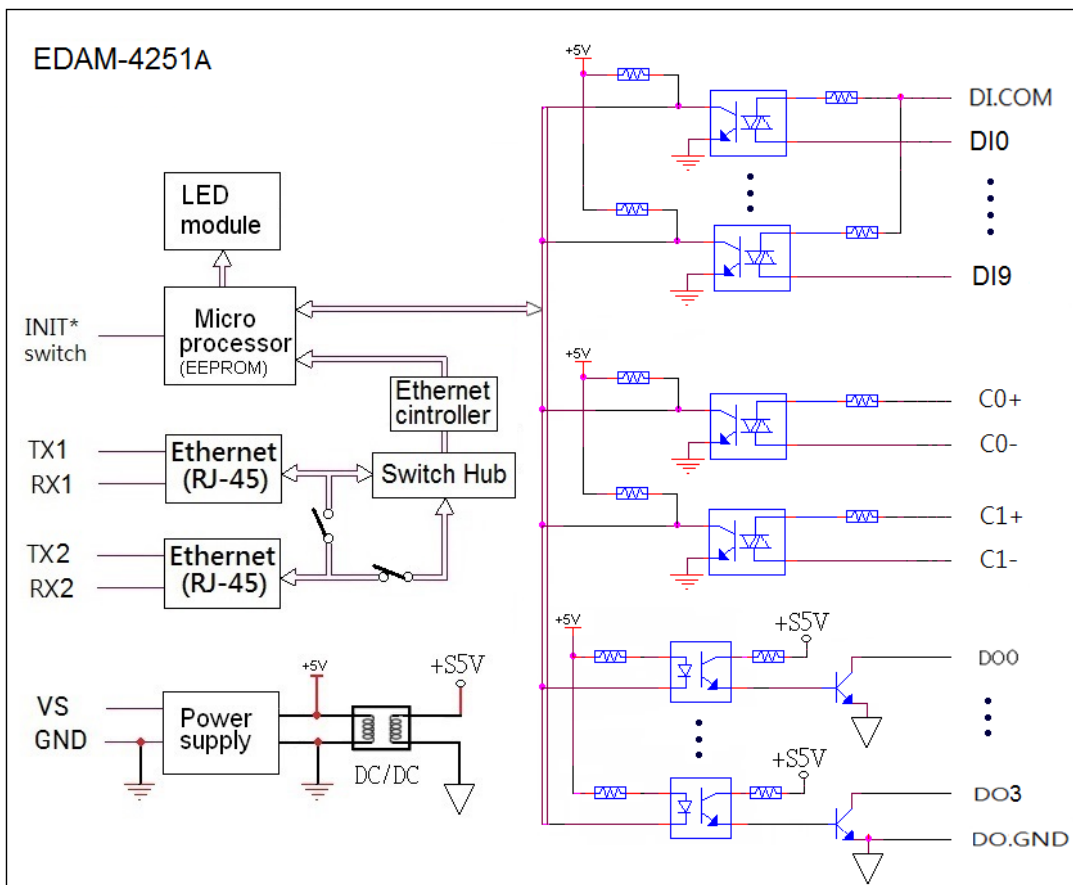 EDAM-4251A
LED
module
INIT*
switch
Micro
processor
(EEPROM)
Ethernet
cintroller
TX1
RX1
Ethernet
(RJ-45)
Switch Hub
TX2
RX2
Ethernet
(RJ-45)
VS
GND
Power
supply
+5V
+S5V
DC/DC
+5V
DI.COM
DI0
DI9
+5V
C0+
C0-
C1+
C1-
+5V
+S5V
DO0
+S5V
DO3
DO.GND